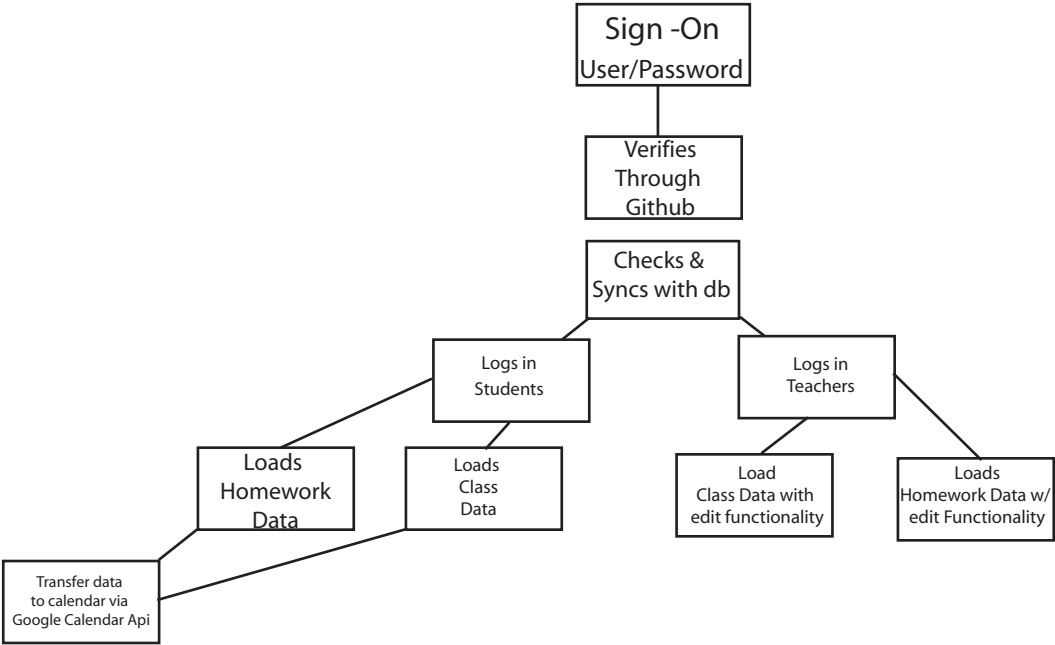 Sign -On
User/Password
Verifies
Through
Github
Checks &
Syncs with db
Logs in
Students
Logs in
Teachers
Loads
Homework
Data
Loads
Class
Data
Load
Class Data with
edit functionality
Loads
Homework Data w/
edit Functionality
Transfer data
to calendar via
Google Calendar Api